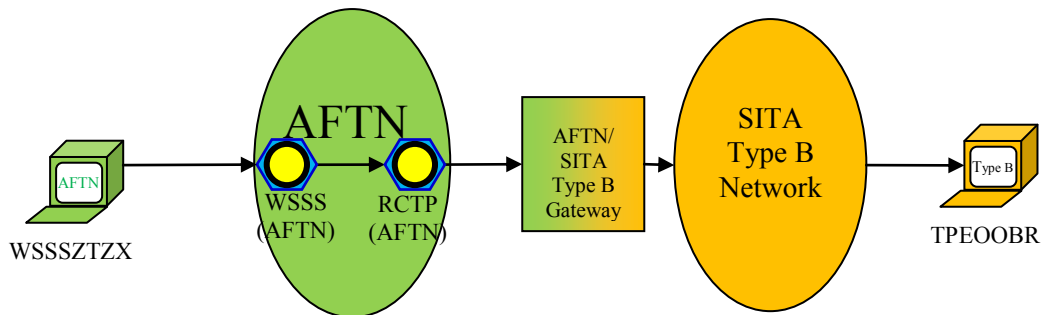 AFTN
WSSSZTZX
AFTN
WSSS
(AFTN)
RCTP
(AFTN)
AFTN/
SITA
Type B
Gateway
SITA
Type B
Network
Type B
TPEOOBR